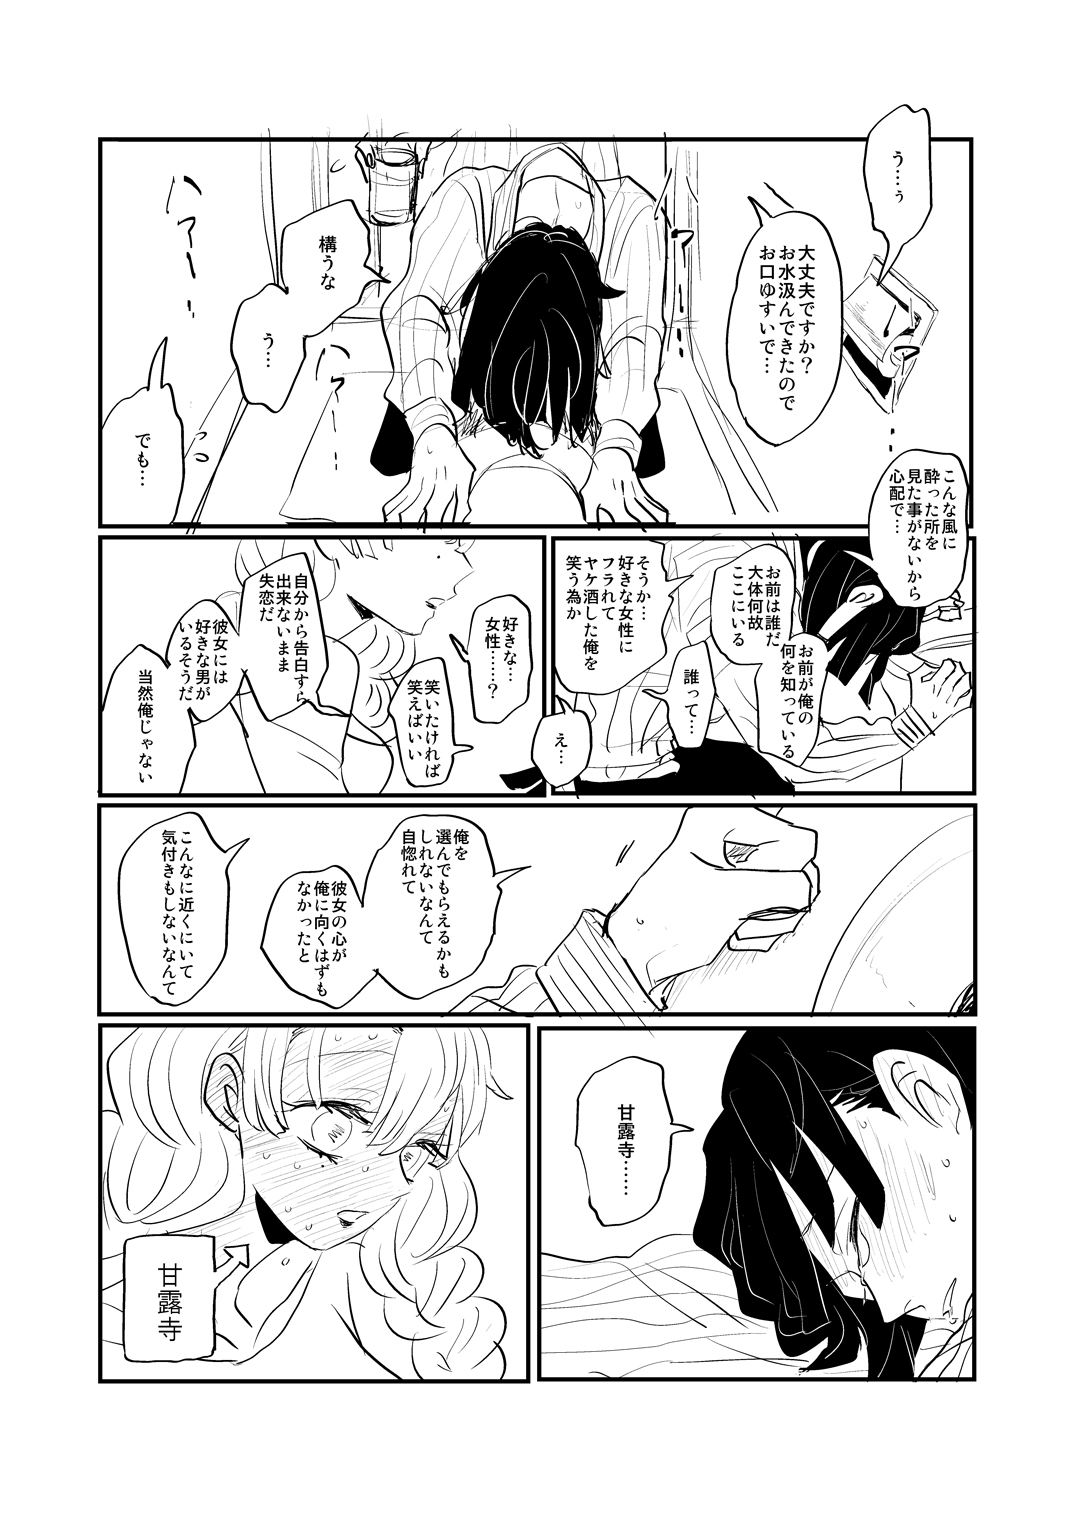 う…ぅ
大丈夫ですか?
お水汲んできたので
お口ゆすいで…
構うな
う…
でも…
こんな風に
酔った所を
見た事がないから
心配で…
お前は誰だ
大体何故
ここにいる
お前が俺の
何を知っている
誰って…
そうか…
好きな女性に
フラれて
ヤケ酒した俺を
笑う為か
え…
好きな…
女性……?
笑いたければ
笑えばいい
自分から告白すら
出来ないまま
失恋だ
彼女には
好きな男が
いるそうだ
当然俺じゃない
俺を
選んでもらえるかも
しれないなんて
自惚れて
彼女の心が
俺に向くはずも
なかったと
こんなに近くにいて
気付きもしないなんて
甘露寺……
甘露寺